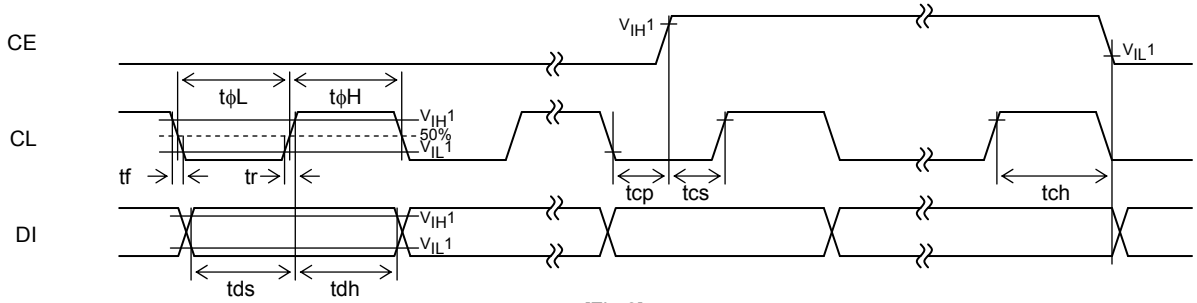 CE
V_IH1
V_IL1
tϕL
tϕH
CL
V_IH1
50%
V_IL1
tf
tr
tcp
tcs
tch
DI
V_IH1
V_IL1
tds
tdh